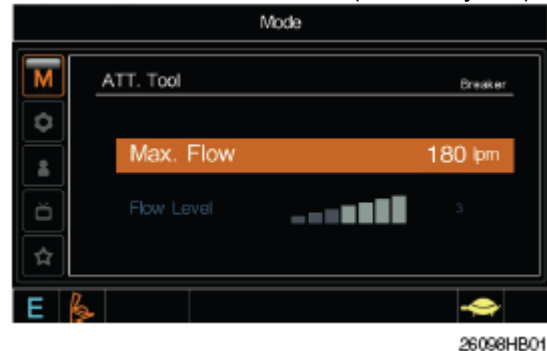 Mode
M
ATT. Tool Breaker
Max. Flow 180 lpm
Flow Level 3
E
26098HB01